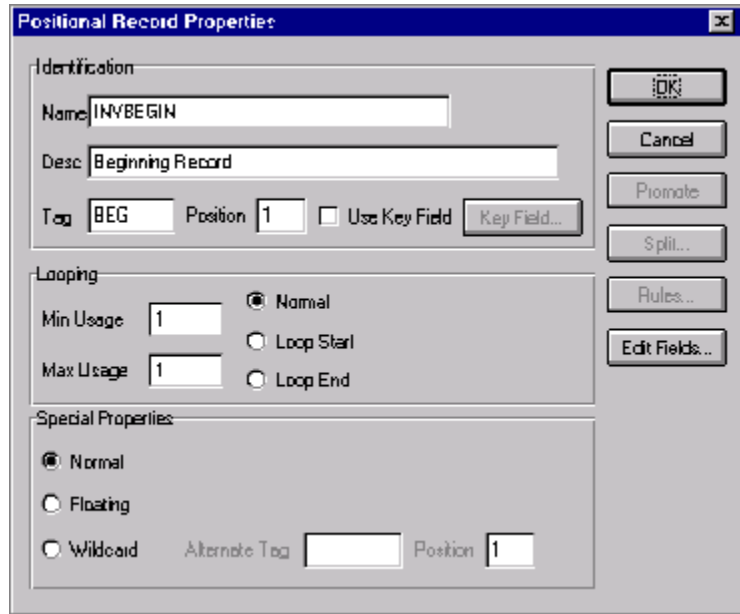 Positional Record Properties
Identification
Name INVBEGIN
Desc Beginning Record
Tag BEG Position 1 Use Key Field Key Field...
Looping
Min Usage 1
Max Usage 1
Normal
Loop Start
Loop End
Special Properties
Normal
Floating
Wildcard Alternate Tag Position 1
OK
Cancel
Promote
Split...
Rules...
Edit Fields...